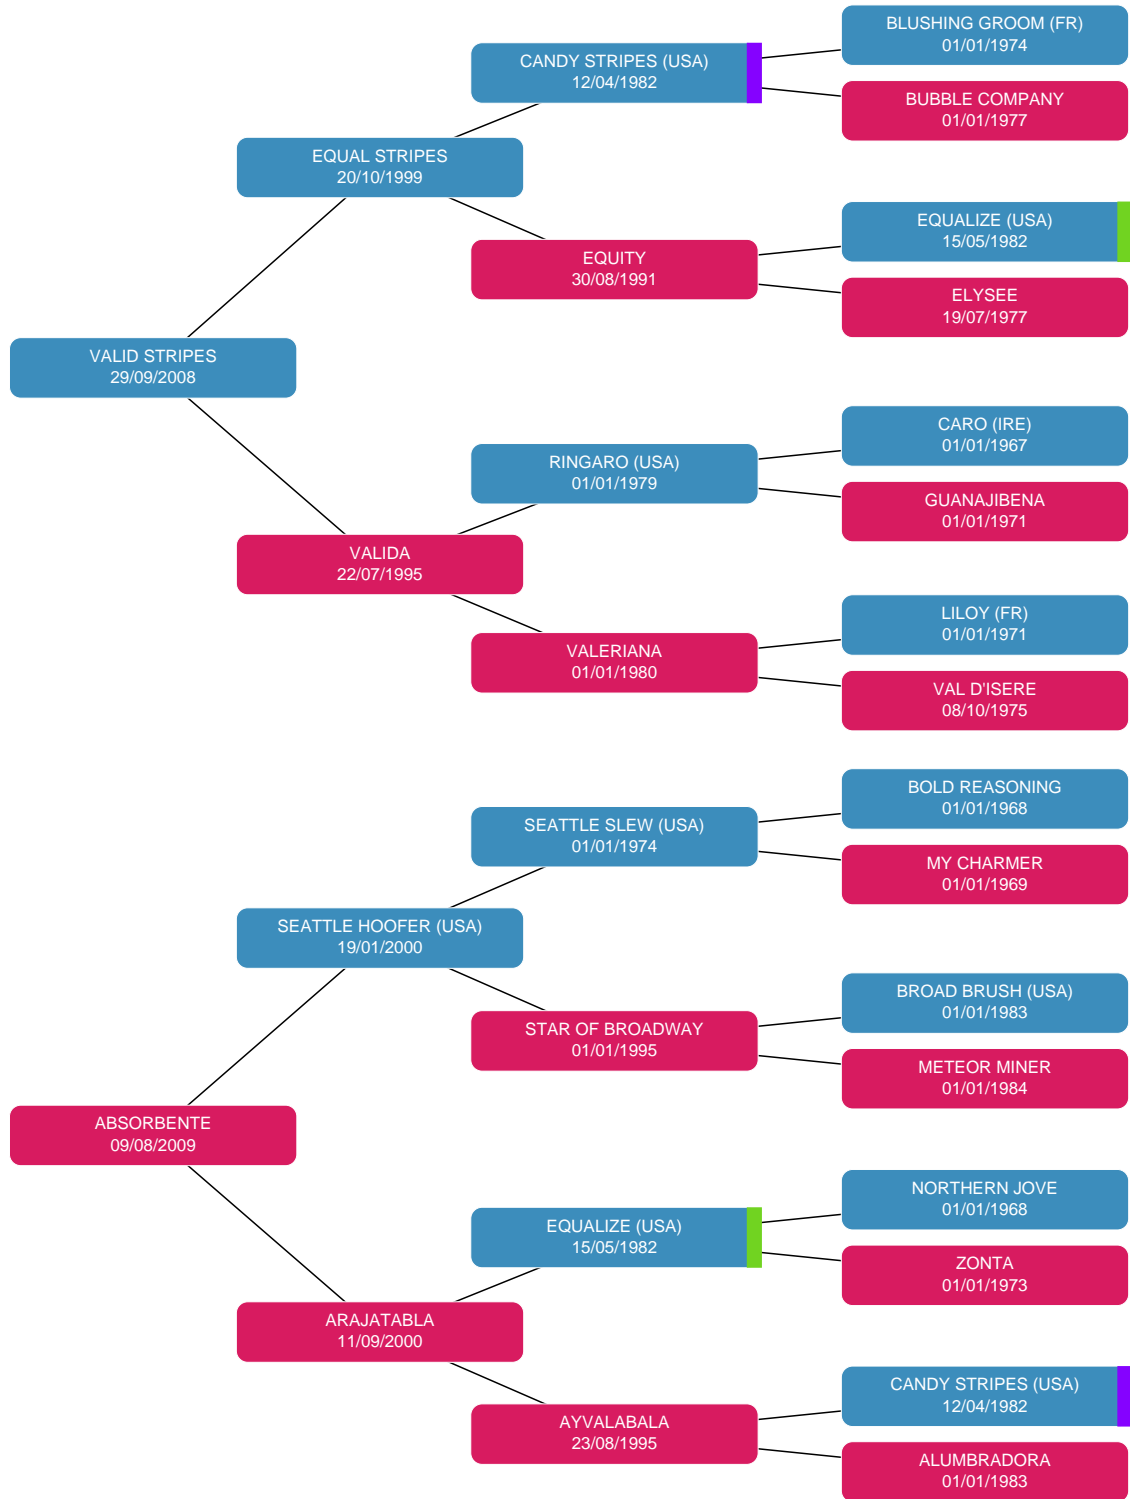 BLUSHING GROOM (FR)
01/01/1974
CANDY STRIPES (USA)
12/04/1982
BUBBLE COMPANY
01/01/1977
EQUAL STRIPES
20/10/1999
EQUALIZE (USA)
15/05/1982
EQUITY
30/08/1991
ELYSEE
19/07/1977
VALID STRIPES
29/09/2008
CARO (IRE)
01/01/1967
RINGARO (USA)
01/01/1979
GUANAJIBENA
01/01/1971
VALIDA
22/07/1995
LILOY (FR)
01/01/1971
VALERIANA
01/01/1980
VAL D'ISERE
08/10/1975
BOLD REASONING
01/01/1968
SEATTLE SLEW (USA)
01/01/1974
MY CHARMER
01/01/1969
SEATTLE HOOFER (USA)
19/01/2000
BROAD BRUSH (USA)
01/01/1983
STAR OF BROADWAY
01/01/1995
METEOR MINER
01/01/1984
ABSORBENTE
09/08/2009
NORTHERN JOVE
01/01/1968
EQUALIZE (USA)
15/05/1982
ZONTA
01/01/1973
ARAJATABLA
11/09/2000
CANDY STRIPES (USA)
12/04/1982
AYVALABALA
23/08/1995
ALUMBRADORA
01/01/1983